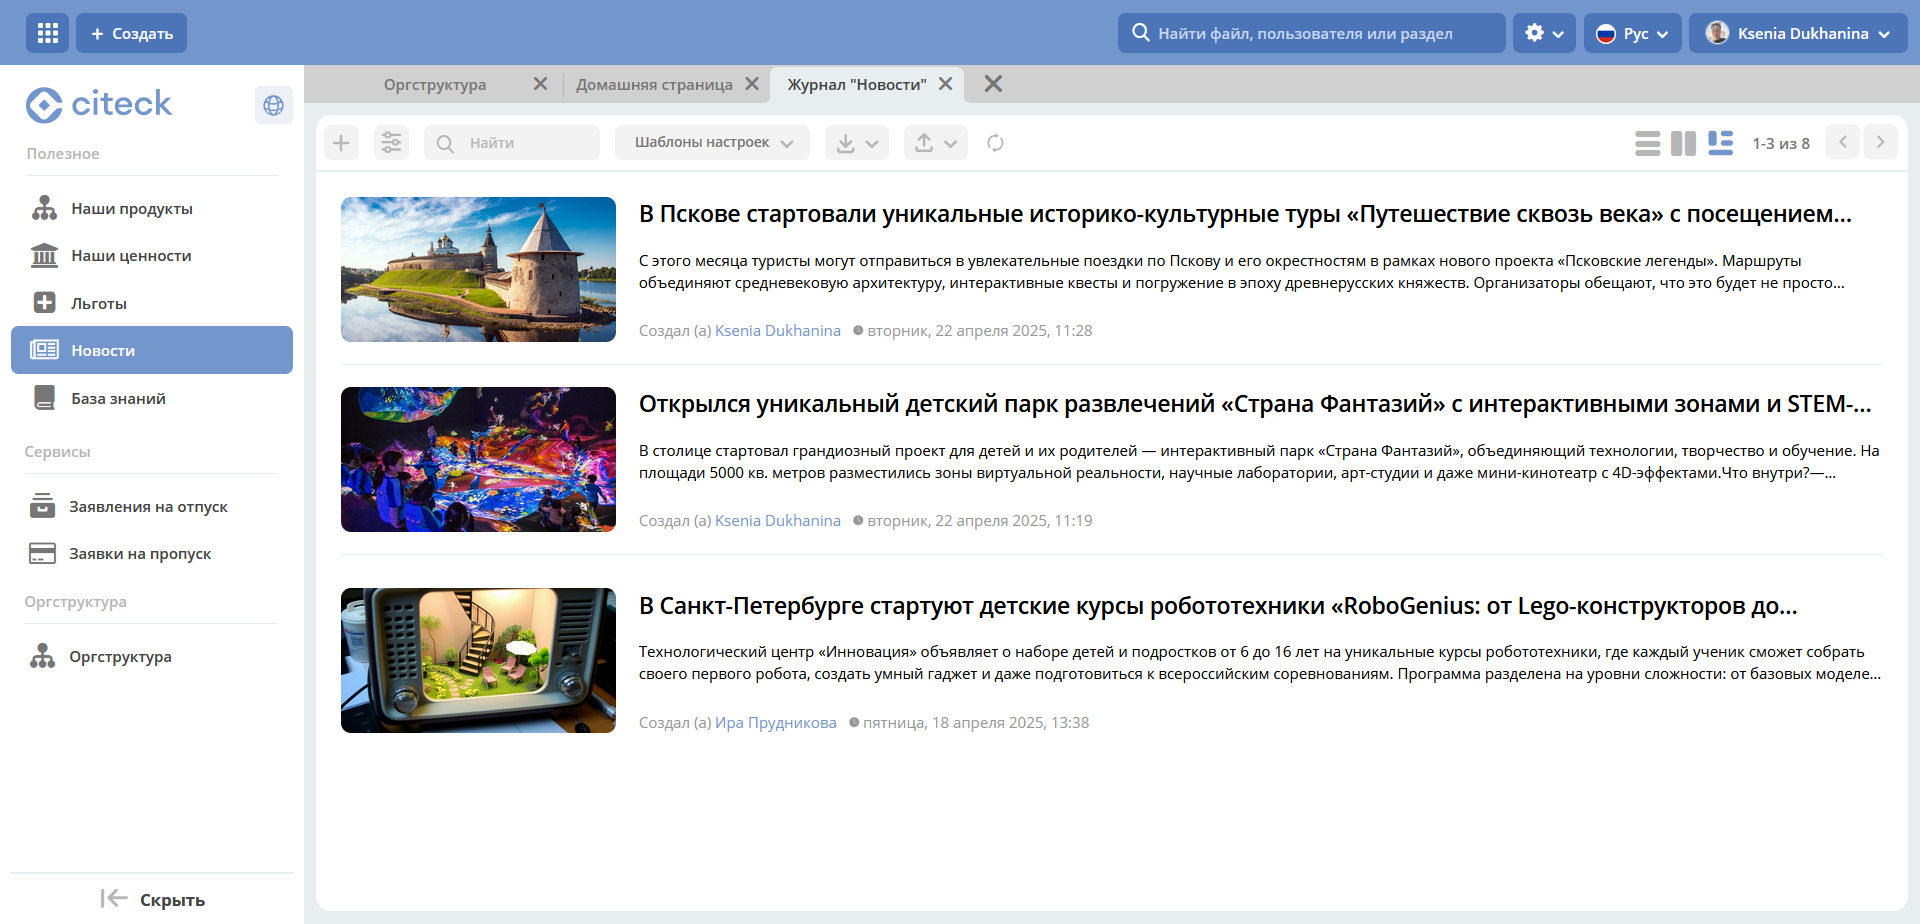 Создать
Найти файл, пользователя или раздел
Рус
Ksenia Dukhanina
citeck
Оргструктура
Домашняя страница
Журнал "Новости"
Полезное
Наши продукты
Наши ценности
Льготы
Новости
База знаний
Сервисы
Заявления на отпуск
Заявки на пропуск
Оргструктура
Оргструктура
Скрыть
Найти
Шаблоны настроек
1-3 из 8
В Пскове стартовали уникальные историко-культурные туры «Путешествие сквозь века» с посещением...
С этого месяца туристы могут отправиться в увлекательные поездки по Пскову и его окрестностям в рамках нового проекта «Псковские легенды». Маршруты
объединяют средневековую архитектуру, интерактивные квесты и погружение в эпоху древнерусских княжеств. Организаторы обещают, что это будет не просто...
Создал (а) Ksenia Dukhanina вторник, 22 апреля 2025, 11:28
Открылся уникальный детский парк развлечений «Страна Фантазий» с интерактивными зонами и STEM-...
В столице стартовал грандиозный проект для детей и их родителей — интерактивный парк «Страна Фантазий», объединяющий технологии, творчество и обучение. На
площади 5000 кв. метров разместились зоны виртуальной реальности, научные лаборатории, арт-студии и даже мини-кинотеатр с 4D-эффектами.Что внутри?—...
Создал (а) Ksenia Dukhanina вторник, 22 апреля 2025, 11:19
В Санкт-Петербурге стартуют детские курсы робототехники «RoboGenius: от Lego-конструкторов до...
Технологический центр «Инновация» объявляет о наборе детей и подростков от 6 до 16 лет на уникальные курсы робототехники, где каждый ученик сможет собрать
своего первого робота, создать умный гаджет и даже подготовиться к всероссийским соревнованиям. Программа разделена на уровни сложности: от базовых моделе...
Создал (а) Ира Прудникова пятница, 18 апреля 2025, 13:38